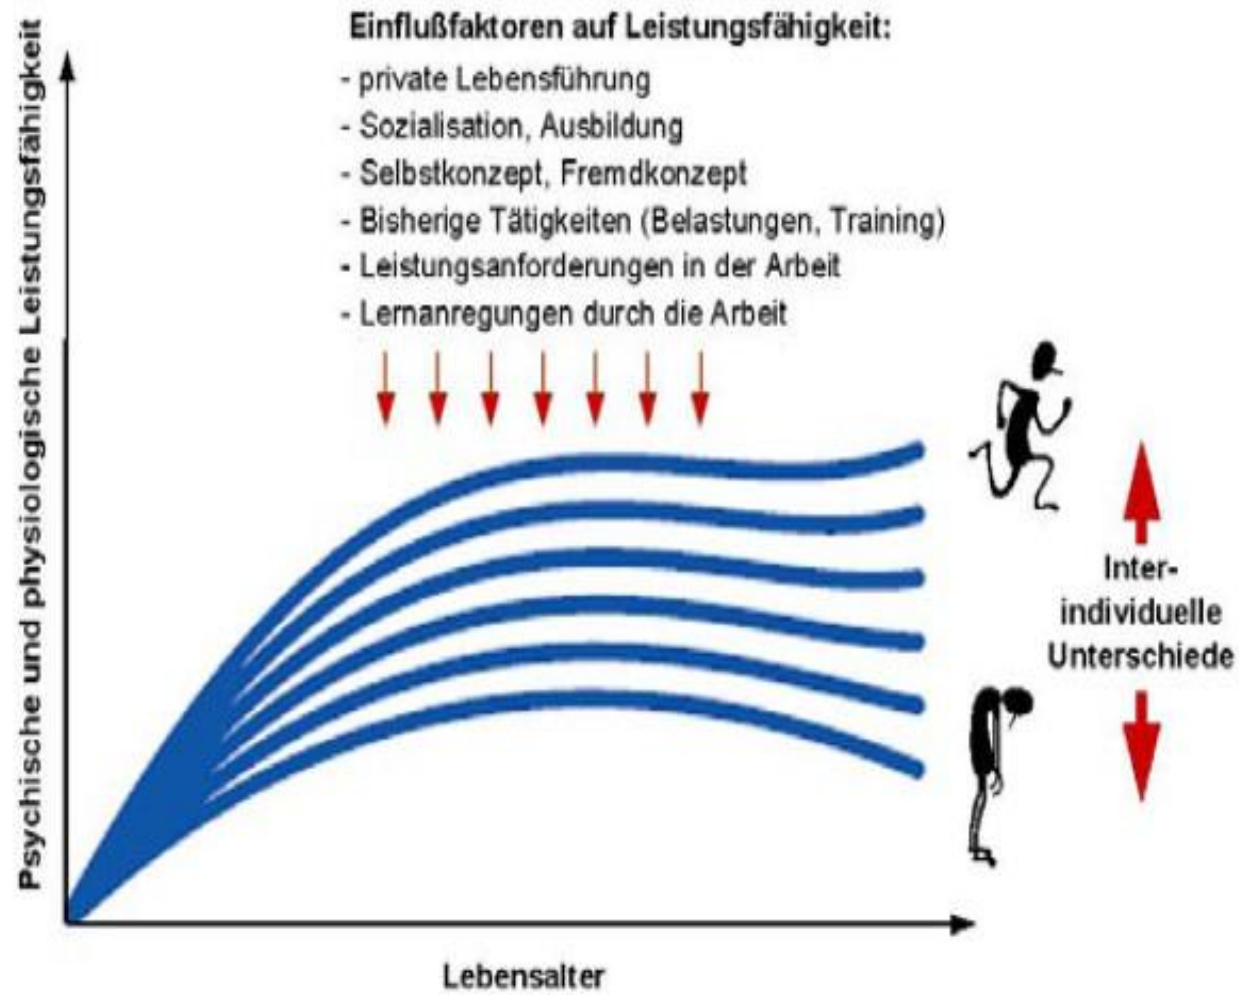 Einflußfaktoren auf Leistungsfähigkeit:
- private Lebensführung
- Sozialisation, Ausbildung
- Selbstkonzept, Fremdkonzept
- Bisherige Tätigkeiten (Belastungen, Training)
- Leistungsanforderungen in der Arbeit
- Lernanregungen durch die Arbeit
Psychische und physiologische Leistungsfähigkeit
Inter-
individuelle
Unterschiede
Lebensalter